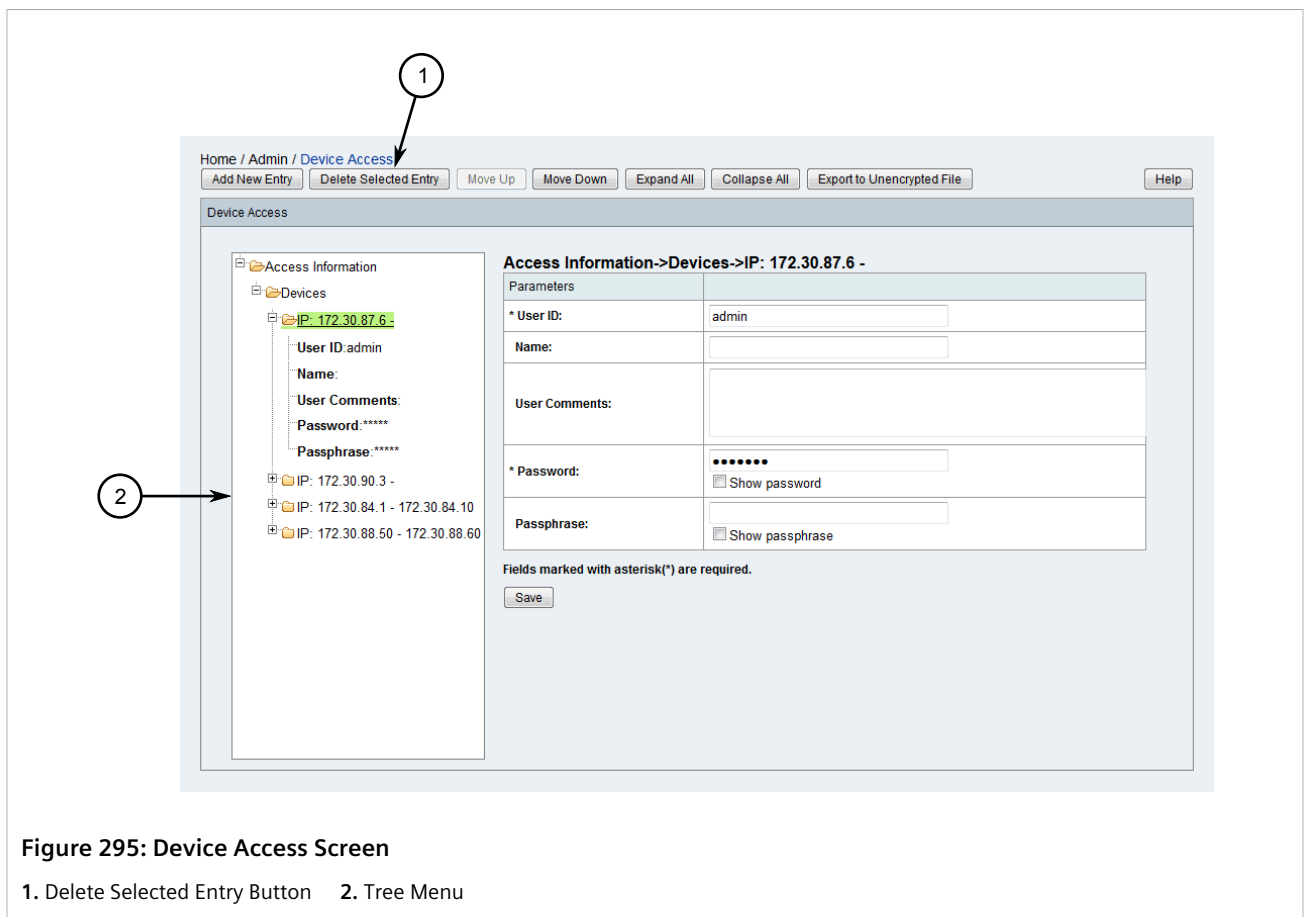 1
Home / Admin / Device Access
Add New Entry Delete Selected Entry Move Up Move Down Expand All Collapse All Export to Unencrypted File Help
Device Access
Access Information
Devices
IP: 172.30.87.6 -
User ID:admin
Name:
User Comments:
Password:*****
Passphrase:*****
IP: 172.30.90.3 -
IP: 172.30.84.1 - 172.30.84.10
IP: 172.30.88.50 - 172.30.88.60
2
Access Information->Devices->IP: 172.30.87.6 -
Parameters
* User ID: admin
Name:
User Comments:
* Password: •••••••
Show password
Passphrase:
Show passphrase
Fields marked with asterisk(*) are required.
Save
Figure 295: Device Access Screen
1. Delete Selected Entry Button 2. Tree Menu